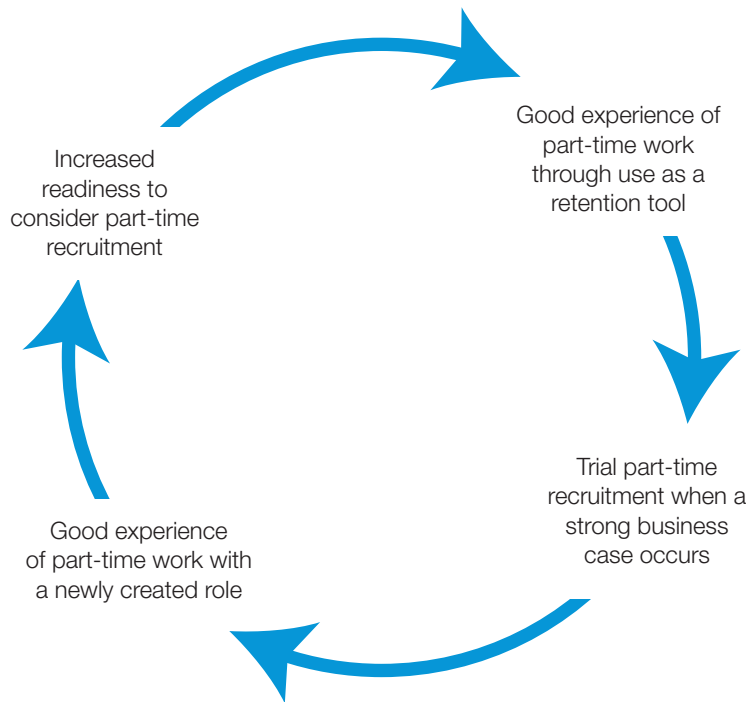 Good experience of
part-time work
through use as a
retention tool
Trial part-time
recruitment when a
strong business
case occurs
Good experience
of part-time work with
a newly created role
Increased
readiness to
consider part-time
recruitment